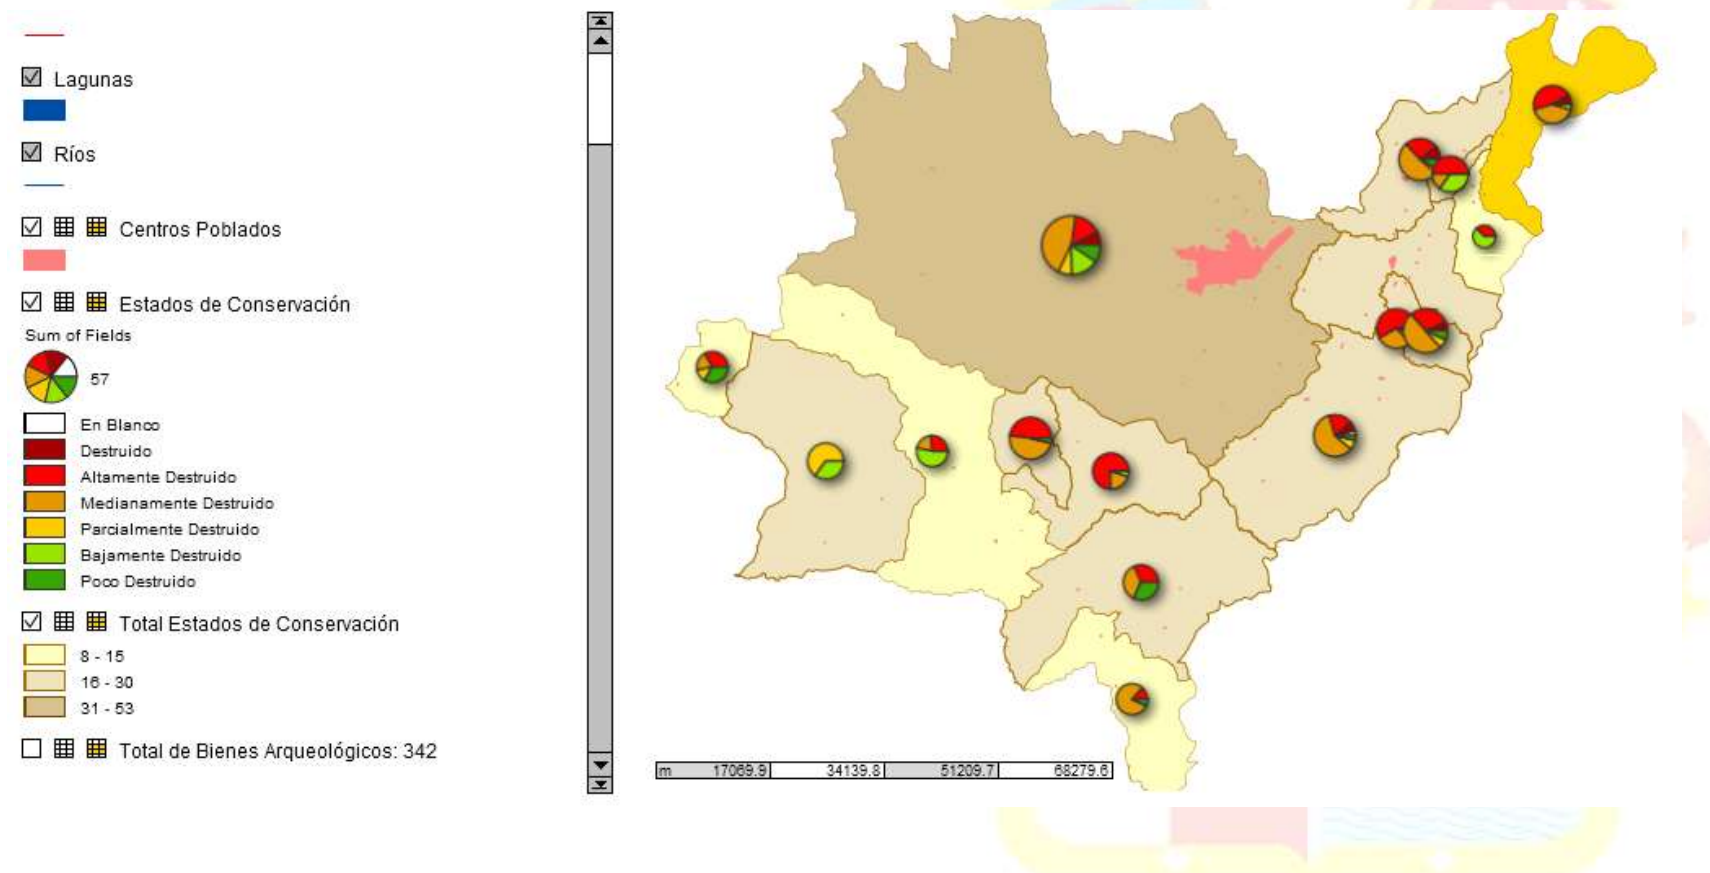 Lagunas
Ríos
Centros Poblados
Estados de Conservación
Sum of Fields
57
En Blanco
Destruido
Altamente Destruido
Medianamente Destruido
Parcialmente Destruido
Bajamente Destruido
Poco Destruido
Total Estados de Conservación
8 - 15
16 - 30
31 - 53
Total de Bienes Arqueológicos: 342
m 17069.9 34139.8 51209.7 68279.6